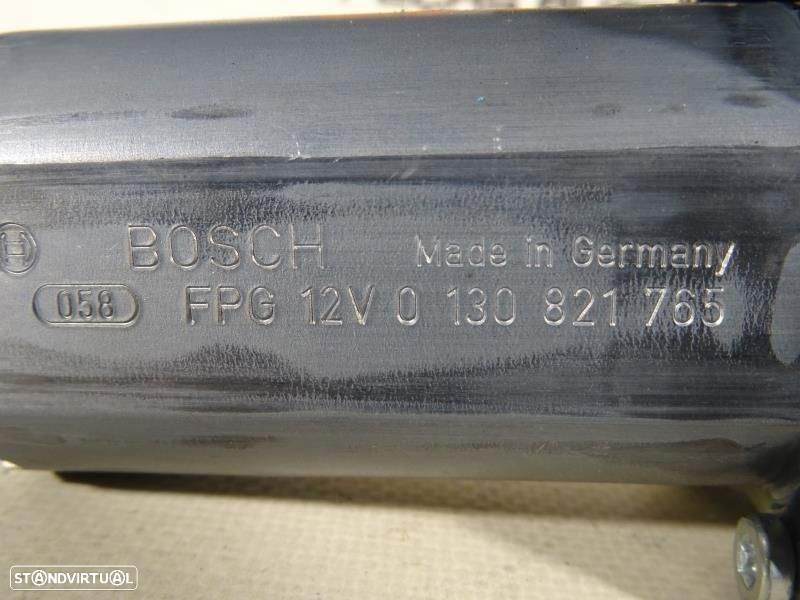 BOSCH Made in Germany
058 FPG 12V 0 130 821 765
STANDVIRTUAL